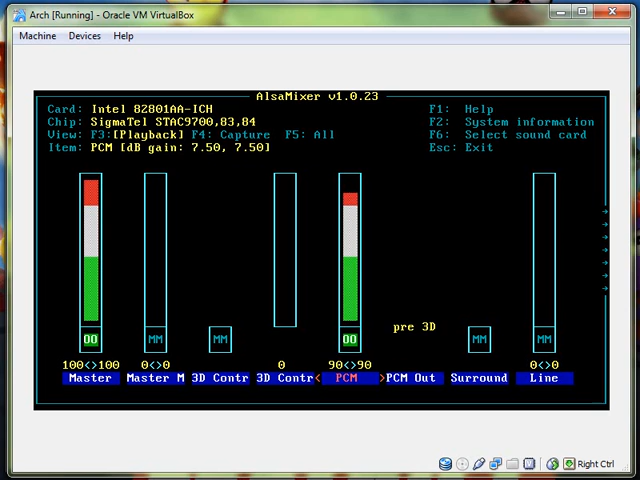 Arch [Running] - Oracle VM VirtualBox
Machine Devices Help
AlsaMixer v1.0.23
Card: Intel 82801AA-ICH F1: Help
Chip: SigmaTel STAC9700,83,84 F2: System information
View: F3:[Playback] F4: Capture F5: All F6: Select sound card
Item: PCM [dB gain: 7.50, 7.50] Esc: Exit
pre 3D
OO MM MM OO MM MM
100<>100 0<>0 0 90<>90 0<>0
Master Master M 3D Contr 3D Contr < PCM > PCM Out Surround Line
Right Ctrl